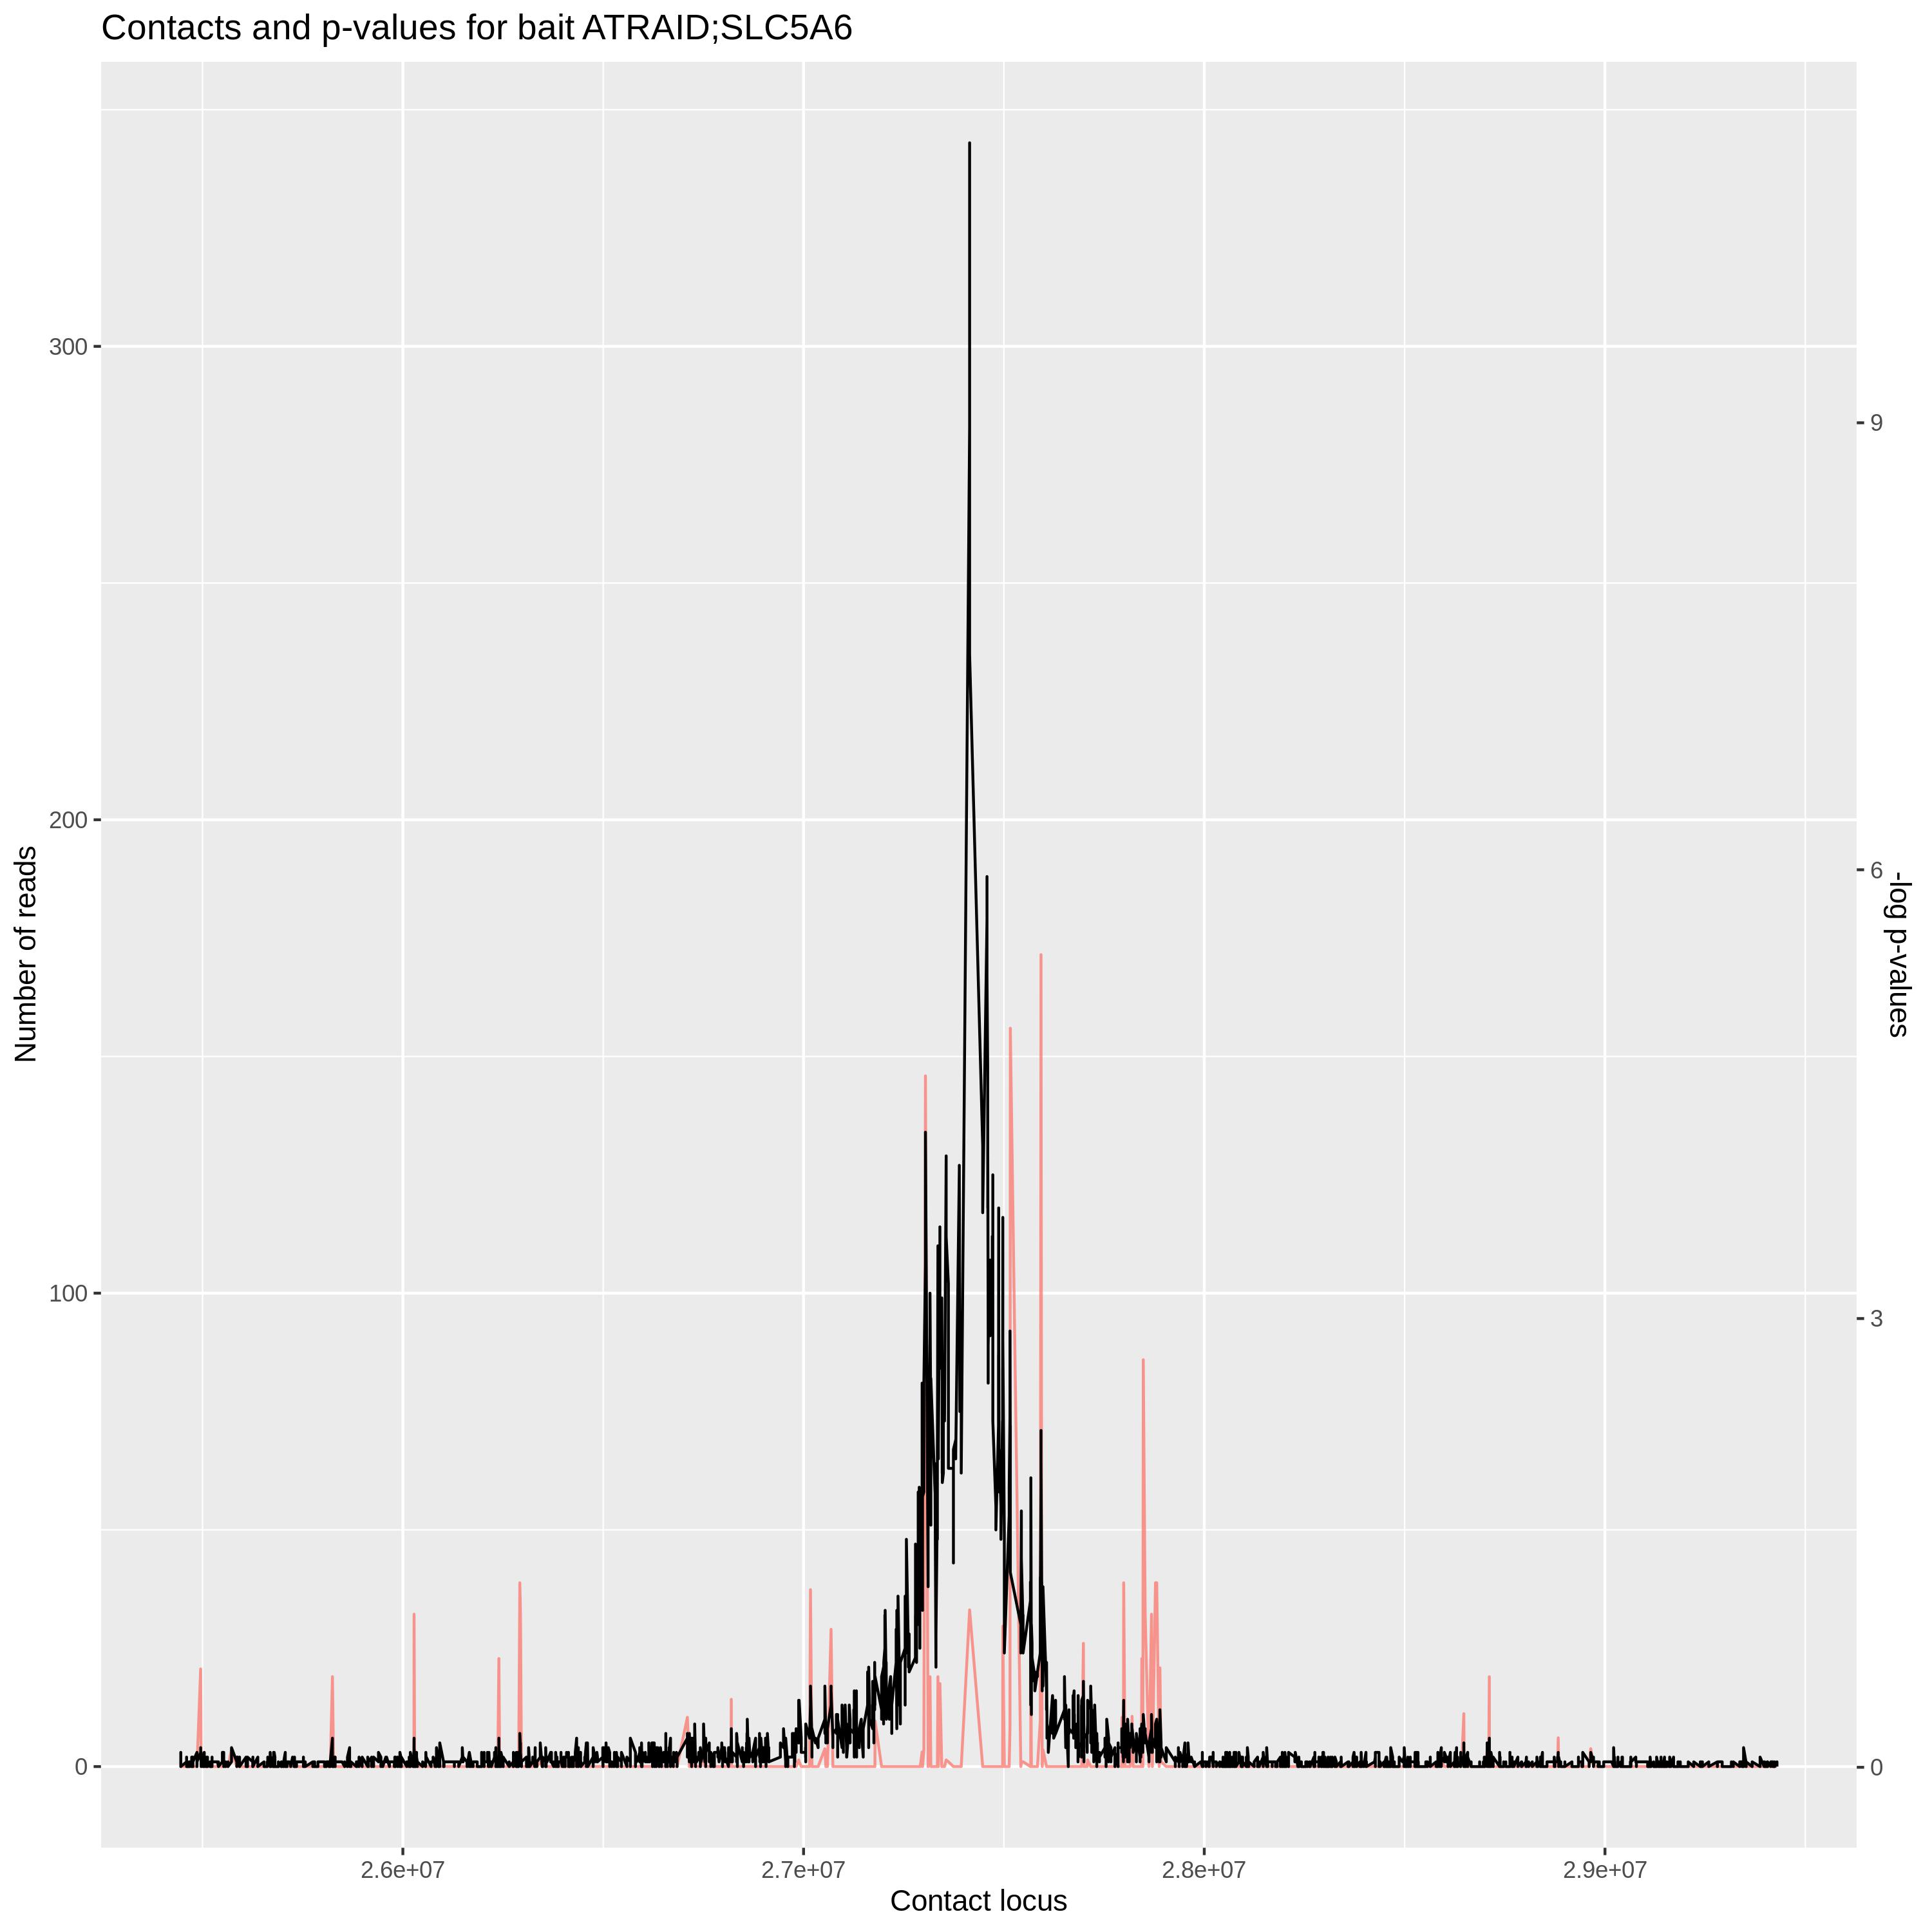 Contacts and p-values for bait ATRAID;SLC5A6
300
200
100
0
Number of reads
9
6
3
0
-log p-values
2.6e+07
2.7e+07
2.8e+07
2.9e+07
Contact locus